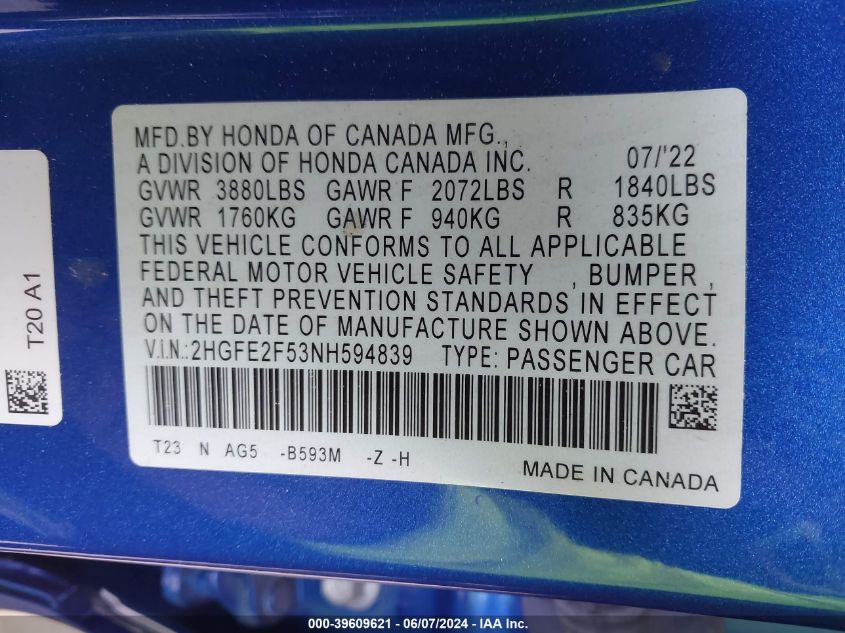 MFD.BY HONDA OF CANADA MFG.,
A DIVISION OF HONDA CANADA INC. 07/'22
GVWR 3880LBS GAWR F 2072LBS R 1840LBS
GVWR 1760KG GAWR F 940KG R 835KG
THIS VEHICLE CONFORMS TO ALL APPLICABLE
FEDERAL MOTOR VEHICLE SAFETY , BUMPER ,
AND THEFT PREVENTION STANDARDS IN EFFECT
ON THE DATE OF MANUFACTURE SHOWN ABOVE.
V.I.N.:2HGFE2F53NH594839 TYPE: PASSENGER CAR
T23 N AG5 -B593M -Z -H
MADE IN CANADA
T20 A1
000-39609621 - 06/07/2024 - IAA Inc.